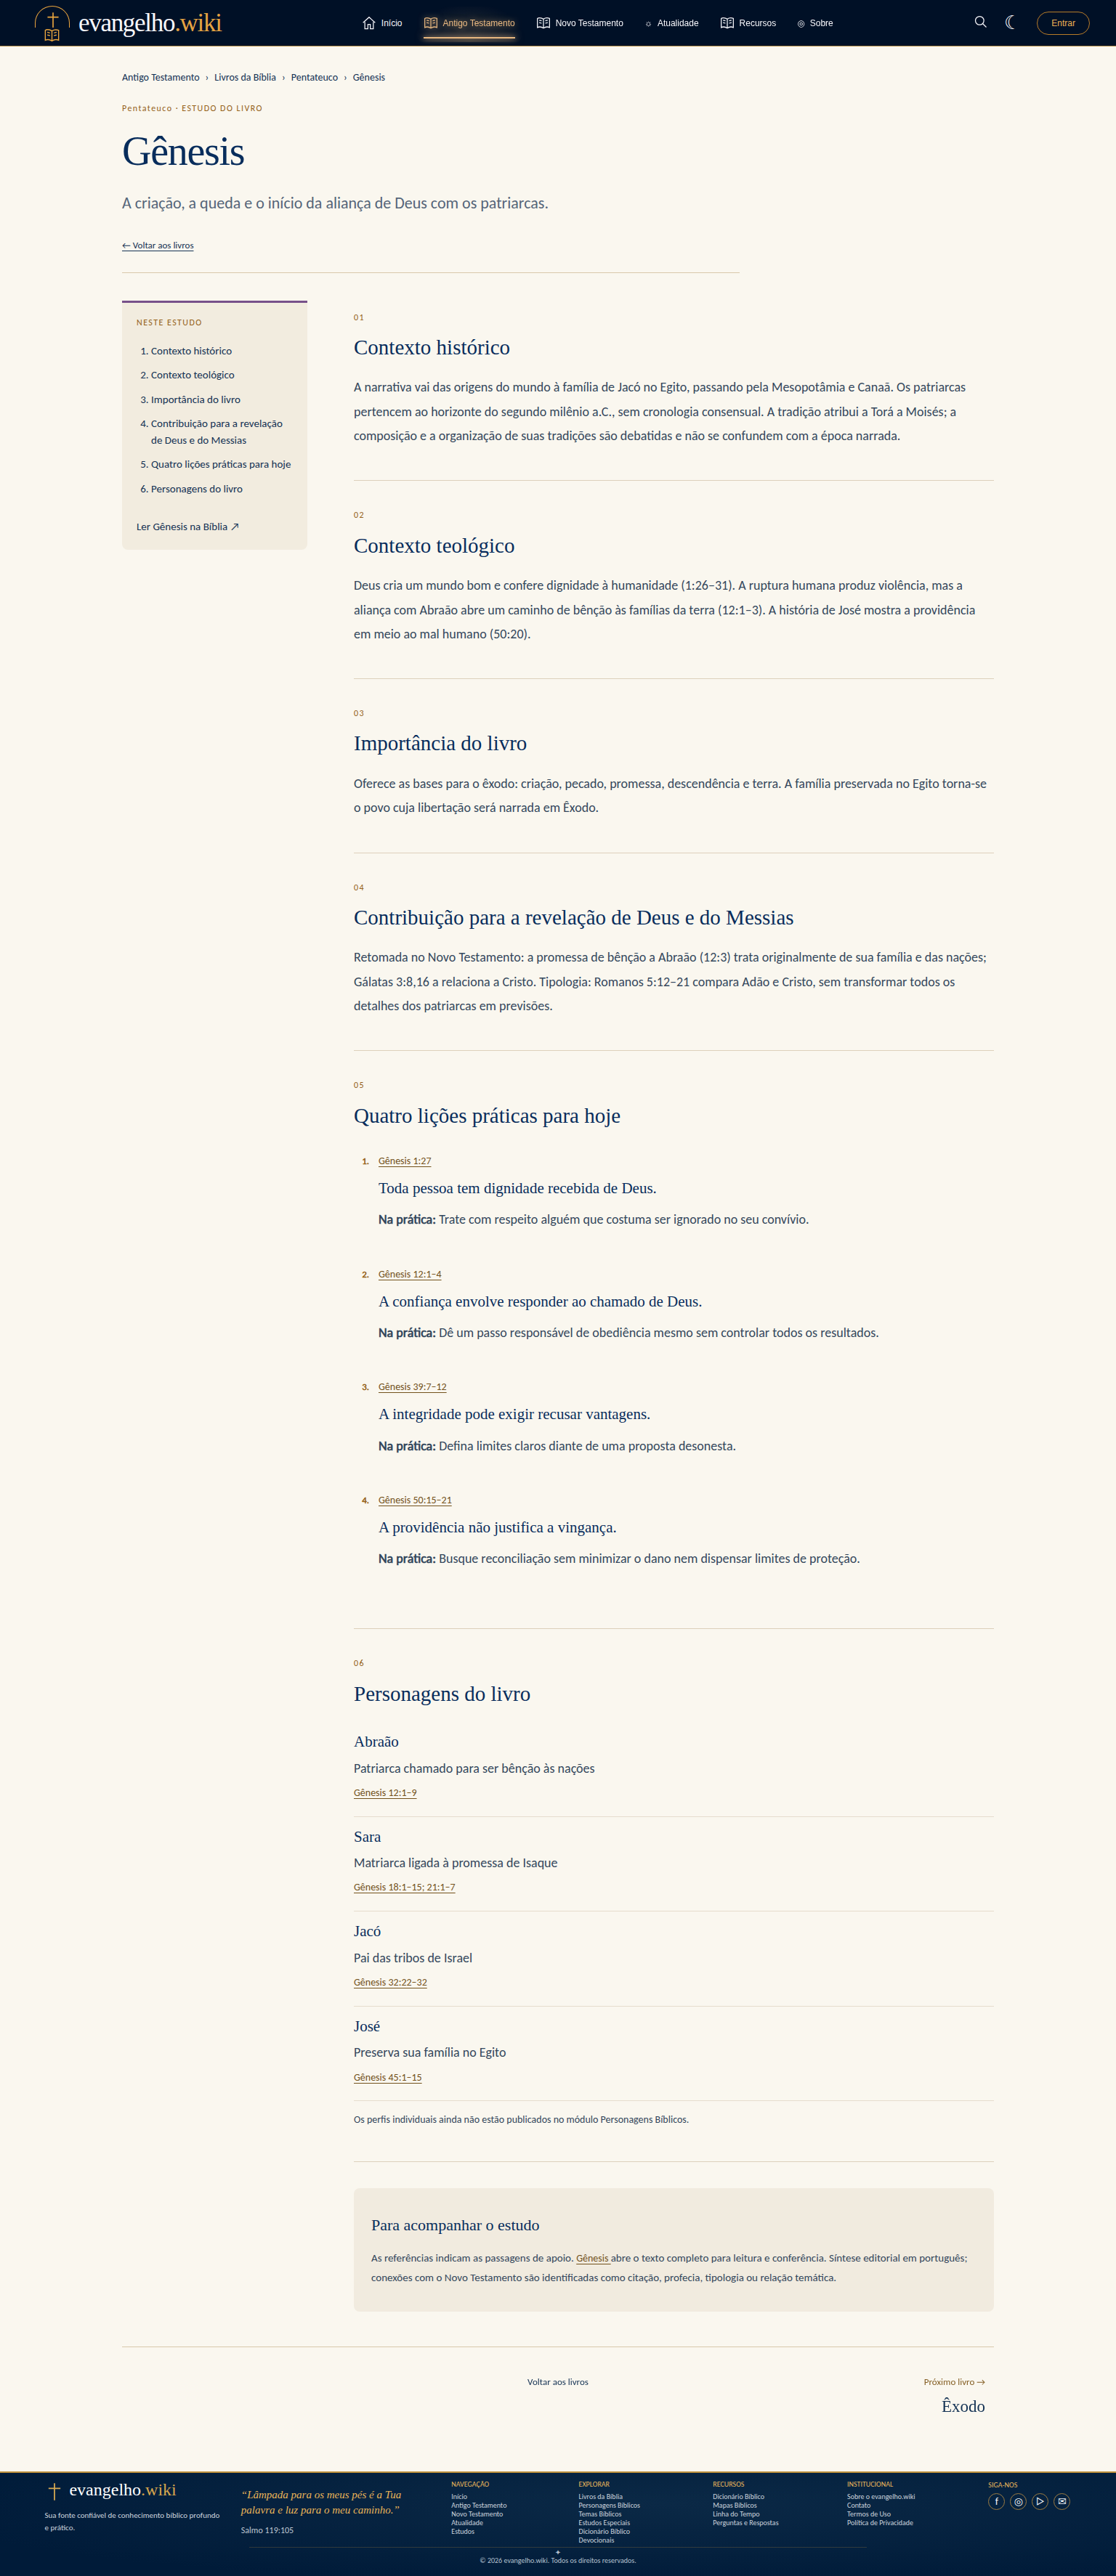 evangelho.wiki
Início
Antigo Testamento
Novo Testamento
Atualidade
Recursos
Sobre
Entrar
Antigo Testamento › Livros da Bíblia › Pentateuco › Gênesis
Pentateuco · ESTUDO DO LIVRO
Gênesis
A criação, a queda e o início da aliança de Deus com os patriarcas.
← Voltar aos livros
NESTE ESTUDO
1. Contexto histórico
2. Contexto teológico
3. Importância do livro
4. Contribuição para a revelação
de Deus e do Messias
5. Quatro lições práticas para hoje
6. Personagens do livro
Ler Gênesis na Bíblia ↗
01
Contexto histórico
A narrativa vai das origens do mundo à família de Jacó no Egito, passando pela Mesopotâmia e Canaã. Os patriarcas
pertencem ao horizonte do segundo milênio a.C., sem cronologia consensual. A tradição atribui a Torá a Moisés; a
composição e a organização de suas tradições são debatidas e não se confundem com a época narrada.
02
Contexto teológico
Deus cria um mundo bom e confere dignidade à humanidade (1:26–31). A ruptura humana produz violência, mas a
aliança com Abraão abre um caminho de bênção às famílias da terra (12:1–3). A história de José mostra a providência
em meio ao mal humano (50:20).
03
Importância do livro
Oferece as bases para o êxodo: criação, pecado, promessa, descendência e terra. A família preservada no Egito torna-se
o povo cuja libertação será narrada em Êxodo.
04
Contribuição para a revelação de Deus e do Messias
Retomada no Novo Testamento: a promessa de bênção a Abraão (12:3) trata originalmente de sua família e das nações;
Gálatas 3:8,16 a relaciona a Cristo. Tipologia: Romanos 5:12–21 compara Adão e Cristo, sem transformar todos os
detalhes dos patriarcas em previsões.
05
Quatro lições práticas para hoje
1. Gênesis 1:27
Toda pessoa tem dignidade recebida de Deus.
Na prática: Trate com respeito alguém que costuma ser ignorado no seu convívio.
2. Gênesis 12:1–4
A confiança envolve responder ao chamado de Deus.
Na prática: Dê um passo responsável de obediência mesmo sem controlar todos os resultados.
3. Gênesis 39:7–12
A integridade pode exigir recusar vantagens.
Na prática: Defina limites claros diante de uma proposta desonesta.
4. Gênesis 50:15–21
A providência não justifica a vingança.
Na prática: Busque reconciliação sem minimizar o dano nem dispensar limites de proteção.
06
Personagens do livro
Abraão
Patriarca chamado para ser bênção às nações
Gênesis 12:1–9
Sara
Matriarca ligada à promessa de Isaque
Gênesis 18:1–15; 21:1–7
Jacó
Pai das tribos de Israel
Gênesis 32:22–32
José
Preserva sua família no Egito
Gênesis 45:1–15
Os perfis individuais ainda não estão publicados no módulo Personagens Bíblicos.
Para acompanhar o estudo
As referências indicam as passagens de apoio. Gênesis abre o texto completo para leitura e conferência. Síntese editorial em português;
conexões com o Novo Testamento são identificadas como citação, profecia, tipologia ou relação temática.
Voltar aos livros
Próximo livro →
Êxodo
evangelho.wiki
Sua fonte confiável de conhecimento bíblico profundo
e prático.
“Lâmpada para os meus pés é a Tua
palavra e luz para o meu caminho.”
Salmo 119:105
NAVEGAÇÃO
Início
Antigo Testamento
Novo Testamento
Atualidade
Estudos
EXPLORAR
Livros da Bíblia
Personagens Bíblicos
Temas Bíblicos
Estudos Especiais
Dicionário Bíblico
Devocionais
RECURSOS
Dicionário Bíblico
Mapas Bíblicos
Linha do Tempo
Perguntas e Respostas
INSTITUCIONAL
Sobre o evangelho.wiki
Contato
Termos de Uso
Política de Privacidade
SIGA-NOS
f
© 2026 evangelho.wiki. Todos os direitos reservados.